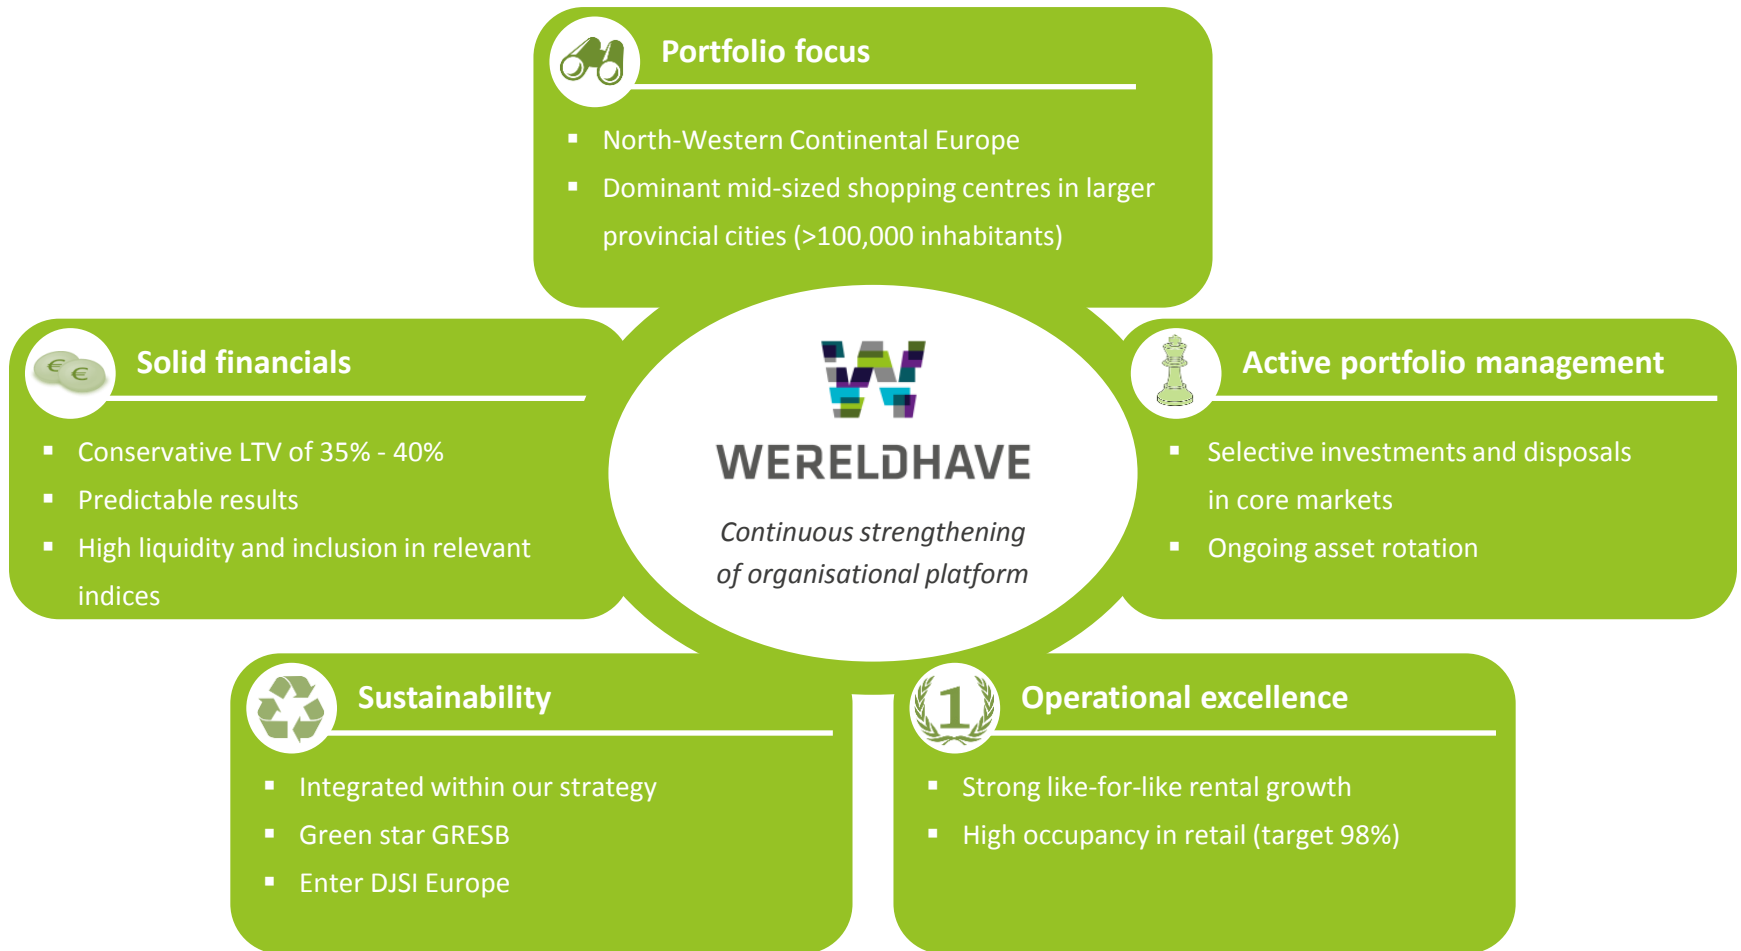 Portfolio focus
▪ North-Western Continental Europe
▪ Dominant mid-sized shopping centres in larger
provincial cities (>100,000 inhabitants)
Solid financials
€ €
▪ Conservative LTV of 35% - 40%
▪ Predictable results
▪ High liquidity and inclusion in relevant
indices
WERELDHAVE
Continuous strengthening
of organisational platform
Active portfolio management
▪ Selective investments and disposals
in core markets
▪ Ongoing asset rotation
Sustainability
▪ Integrated within our strategy
▪ Green star GRESB
▪ Enter DJSI Europe
1
Operational excellence
▪ Strong like-for-like rental growth
▪ High occupancy in retail (target 98%)